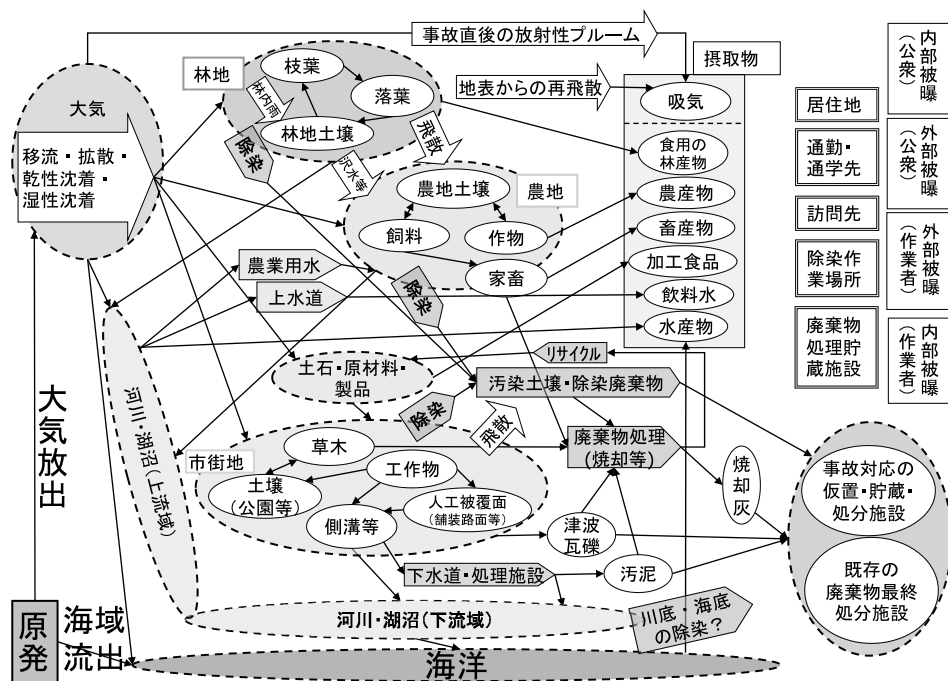 事故直後の放射性プルーム
摂取物
内部被曝
(公衆)
林地
枝葉
落葉
林地土壌
林内雨
地表からの再飛散
吸気
居住地
大気
移流・拡散・
乾性沈着・
湿性沈着
除染
沢水等
飛散
食用の
林産物
通勤・
通学先
外部被曝
(公衆)
農地土壌
農地
農産物
飼料
作物
畜産物
訪問先
外部被曝
(作業者)
農業用水
家畜
加工食品
除染作
業場所
上水道
除染
飲料水
水産物
廃棄物
処理貯
蔵施設
内部被曝
(作業者)
リサイクル
土石・原材料・
製品
汚染土壌・除染廃棄物
除染
飛散
大気放出
河川・湖沼(上流域)
市街地
草木
工作物
土壌
(公園等)
人工被覆面
(舗装路面等)
側溝等
廃棄物処理
(焼却等)
焼却灰
事故対応の
仮置・貯蔵・
処分施設
津波
瓦礫
下水道・処理施設
汚泥
既存の
廃棄物最終
処分施設
河川・湖沼(下流域)
川底・海底
の除染？
原発
海域
流出
海洋